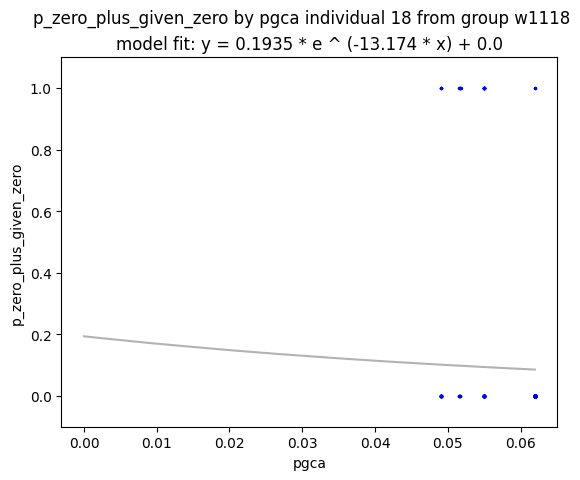 p_zero_plus_given_zero by pgca individual 18 from group w1118
model fit: y = 0.1935 * e ^ (-13.174 * x) + 0.0
1.0
0.8
0.6
0.4
0.2
0.0
p_zero_plus_given_zero
0.00 0.01 0.02 0.03 0.04 0.05 0.06
pgca